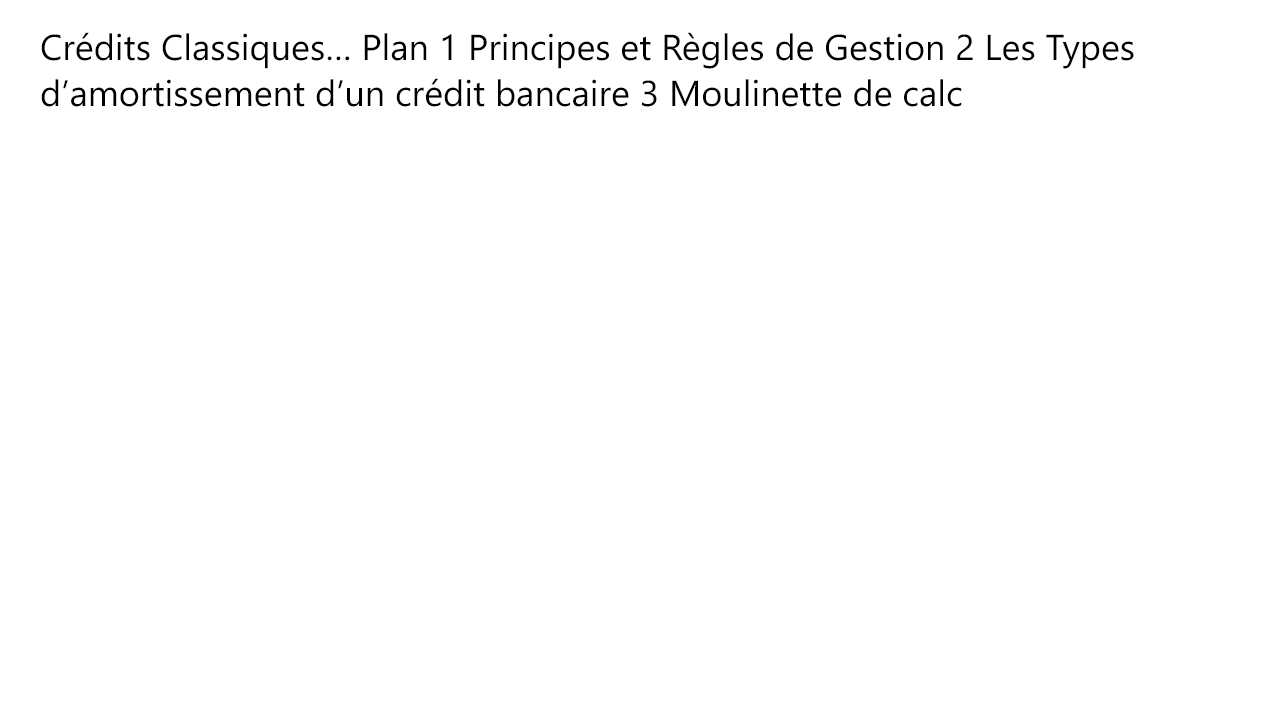 Crédits Classiques… Plan 1 Principes et Règles de Gestion 2 Les Types
d’amortissement d’un crédit bancaire 3 Moulinette de calc